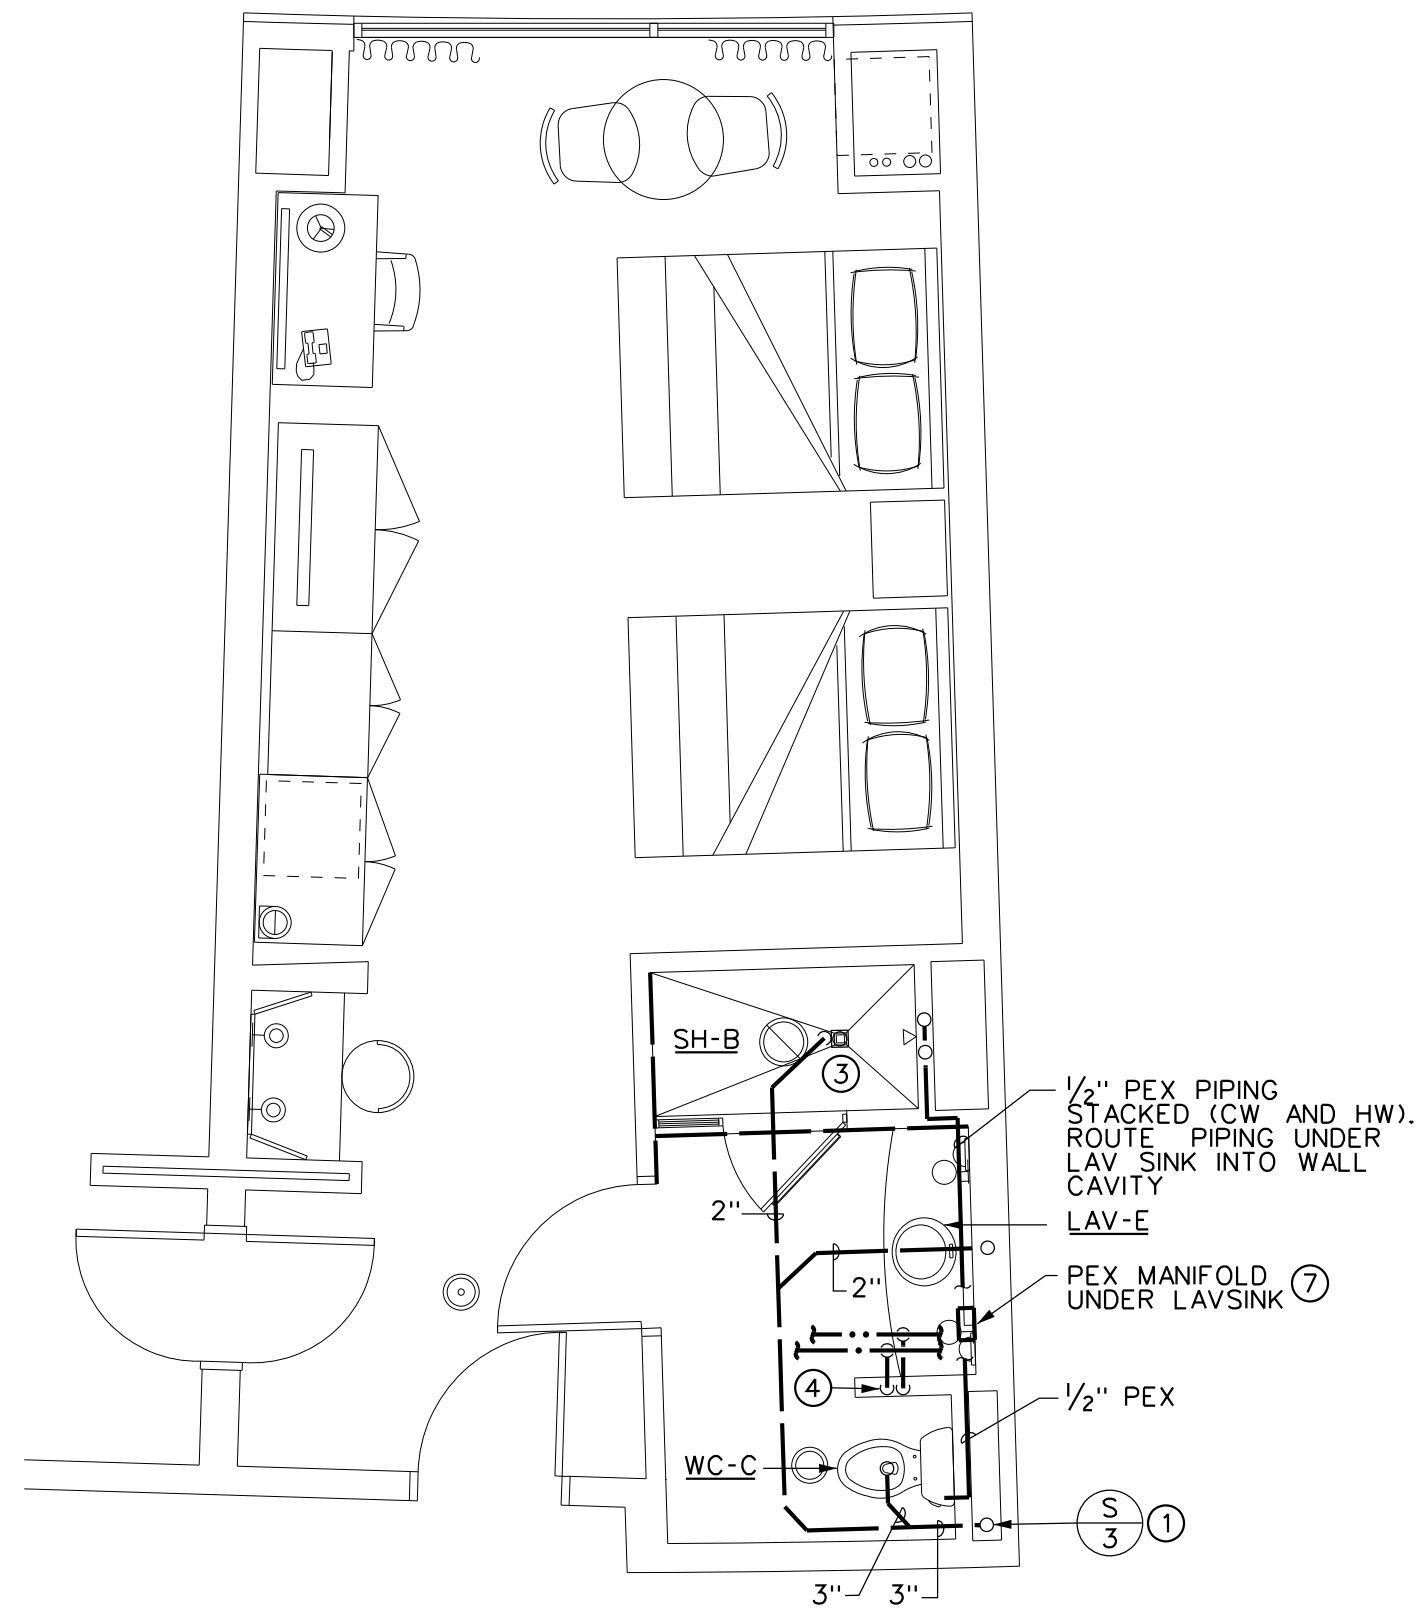 SH-B
3
1/2" PEX PIPING
STACKED (CW AND HW).
ROUTE PIPING UNDER
LAV SINK INTO WALL
CAVITY
2"
LAV-E
2"
PEX MANIFOLD
UNDER LAVSINK
7
4
1/2" PEX
WC-C
S
3
1
3"
3"